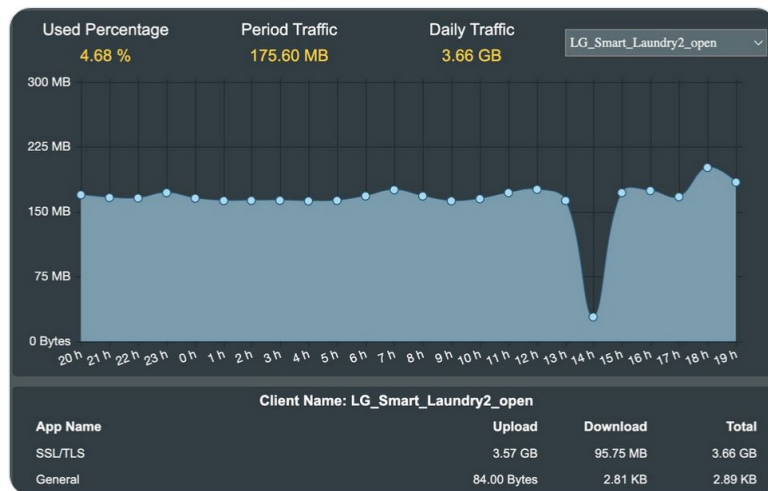 Used Percentage Period Traffic Daily Traffic
4.68 % 175.60 MB 3.66 GB
LG_Smart_Laundry2_open
300 MB
225 MB
150 MB
75 MB
0 Bytes
20 h 21 h 22 h 23 h 0 h 1 h 2 h 3 h 4 h 5 h 6 h 7 h 8 h 9 h 10 h 11 h 12 h 13 h 14 h 15 h 16 h 17 h 18 h 19 h
Client Name: LG_Smart_Laundry2_open
App Name Upload Download Total
SSL/TLS 3.57 GB 95.75 MB 3.66 GB
General 84.00 Bytes 2.81 KB 2.89 KB